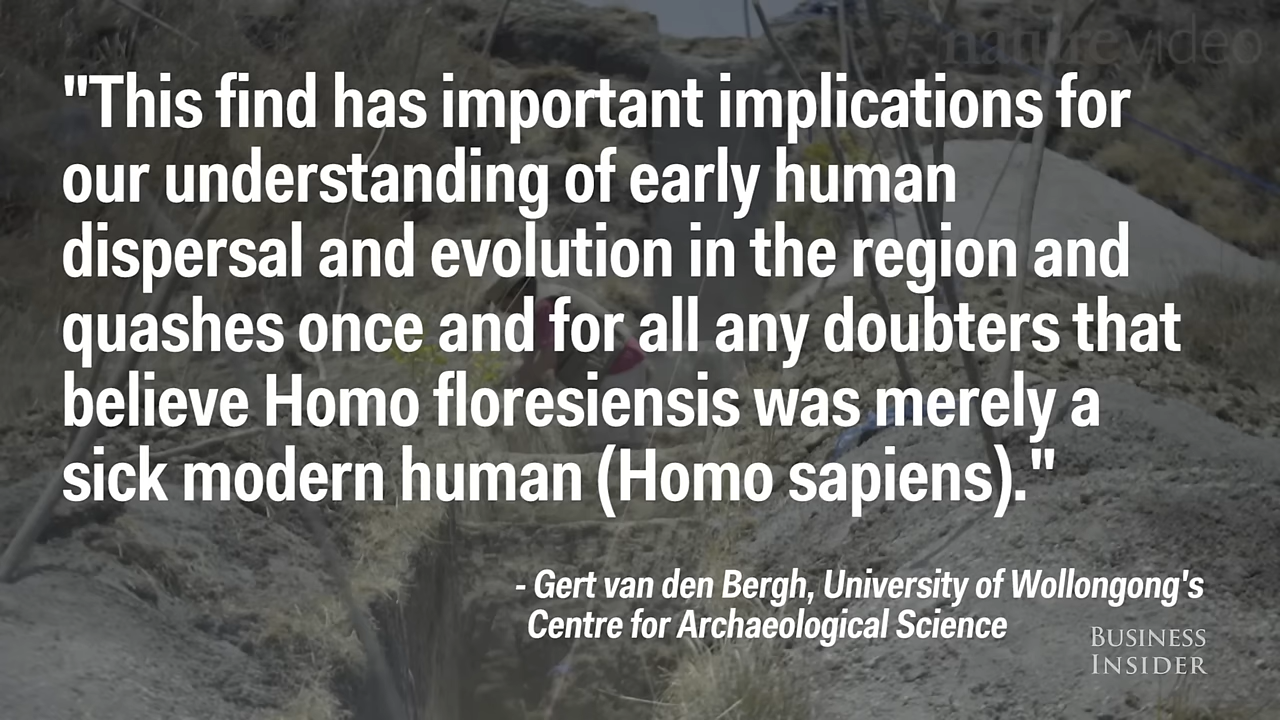 naturevideo
"This find has important implications for
our understanding of early human
dispersal and evolution in the region and
quashes once and for all any doubters that
believe Homo floresiensis was merely a
sick modern human (Homo sapiens)."
- Gert van den Bergh, University of Wollongong's
Centre for Archaeological Science
BUSINESS
INSIDER